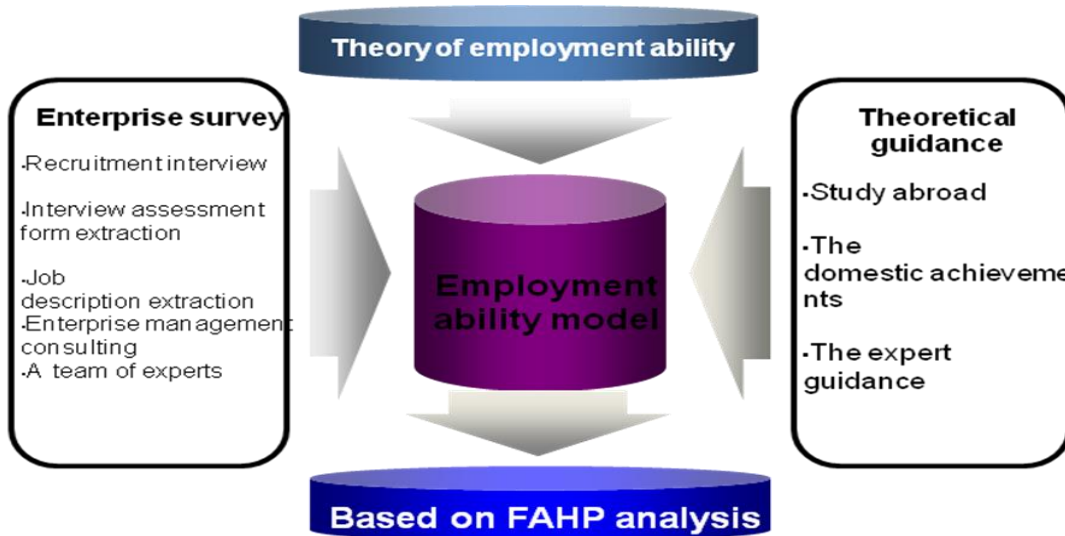 Theory of employment ability
Enterprise survey
·Recruitment interview
·Interview assessment
form extraction
·Job
description extraction
·Enterprise management
consulting
·A team of experts
Employment
ability model
Theoretical
guidance
·Study abroad
·The
domestic achieveme
nts
·The expert
guidance
Based on FAHP analysis